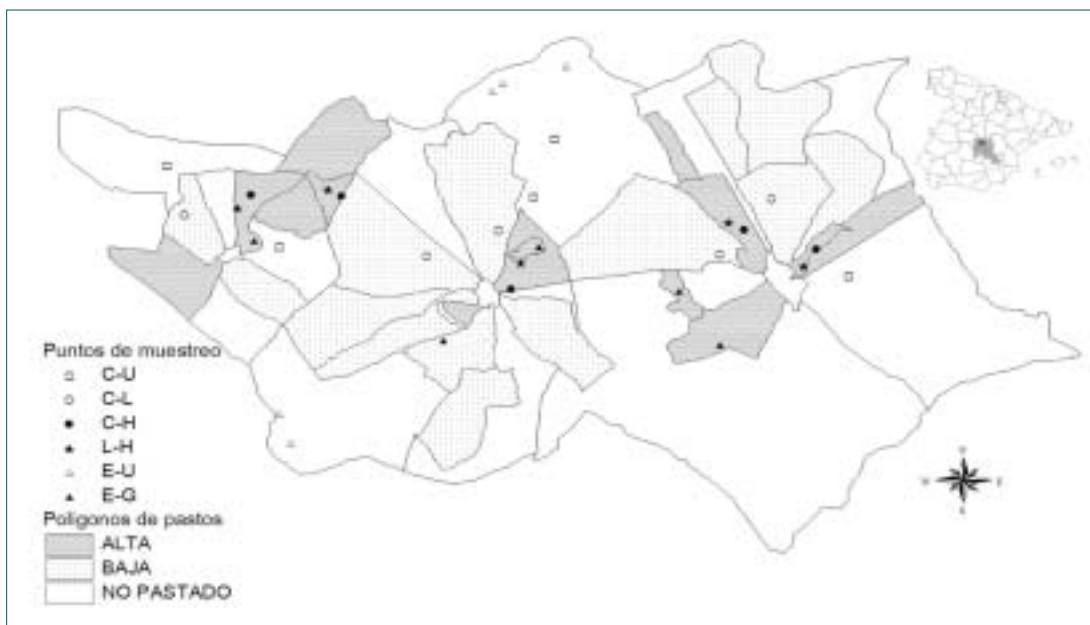 Puntos de muestreo
C-U
C-L
C-H
L-H
E-U
E-G
Polígonos de pastos
ALTA
BAJA
NO PASTADO